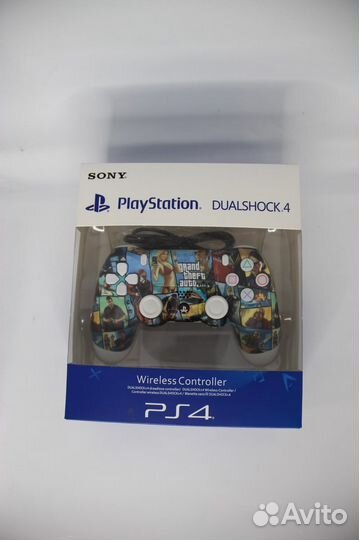 SONY
PlayStation DUALSHOCK.4
grand
theft
auto
Wireless Controller
PS4
Avito